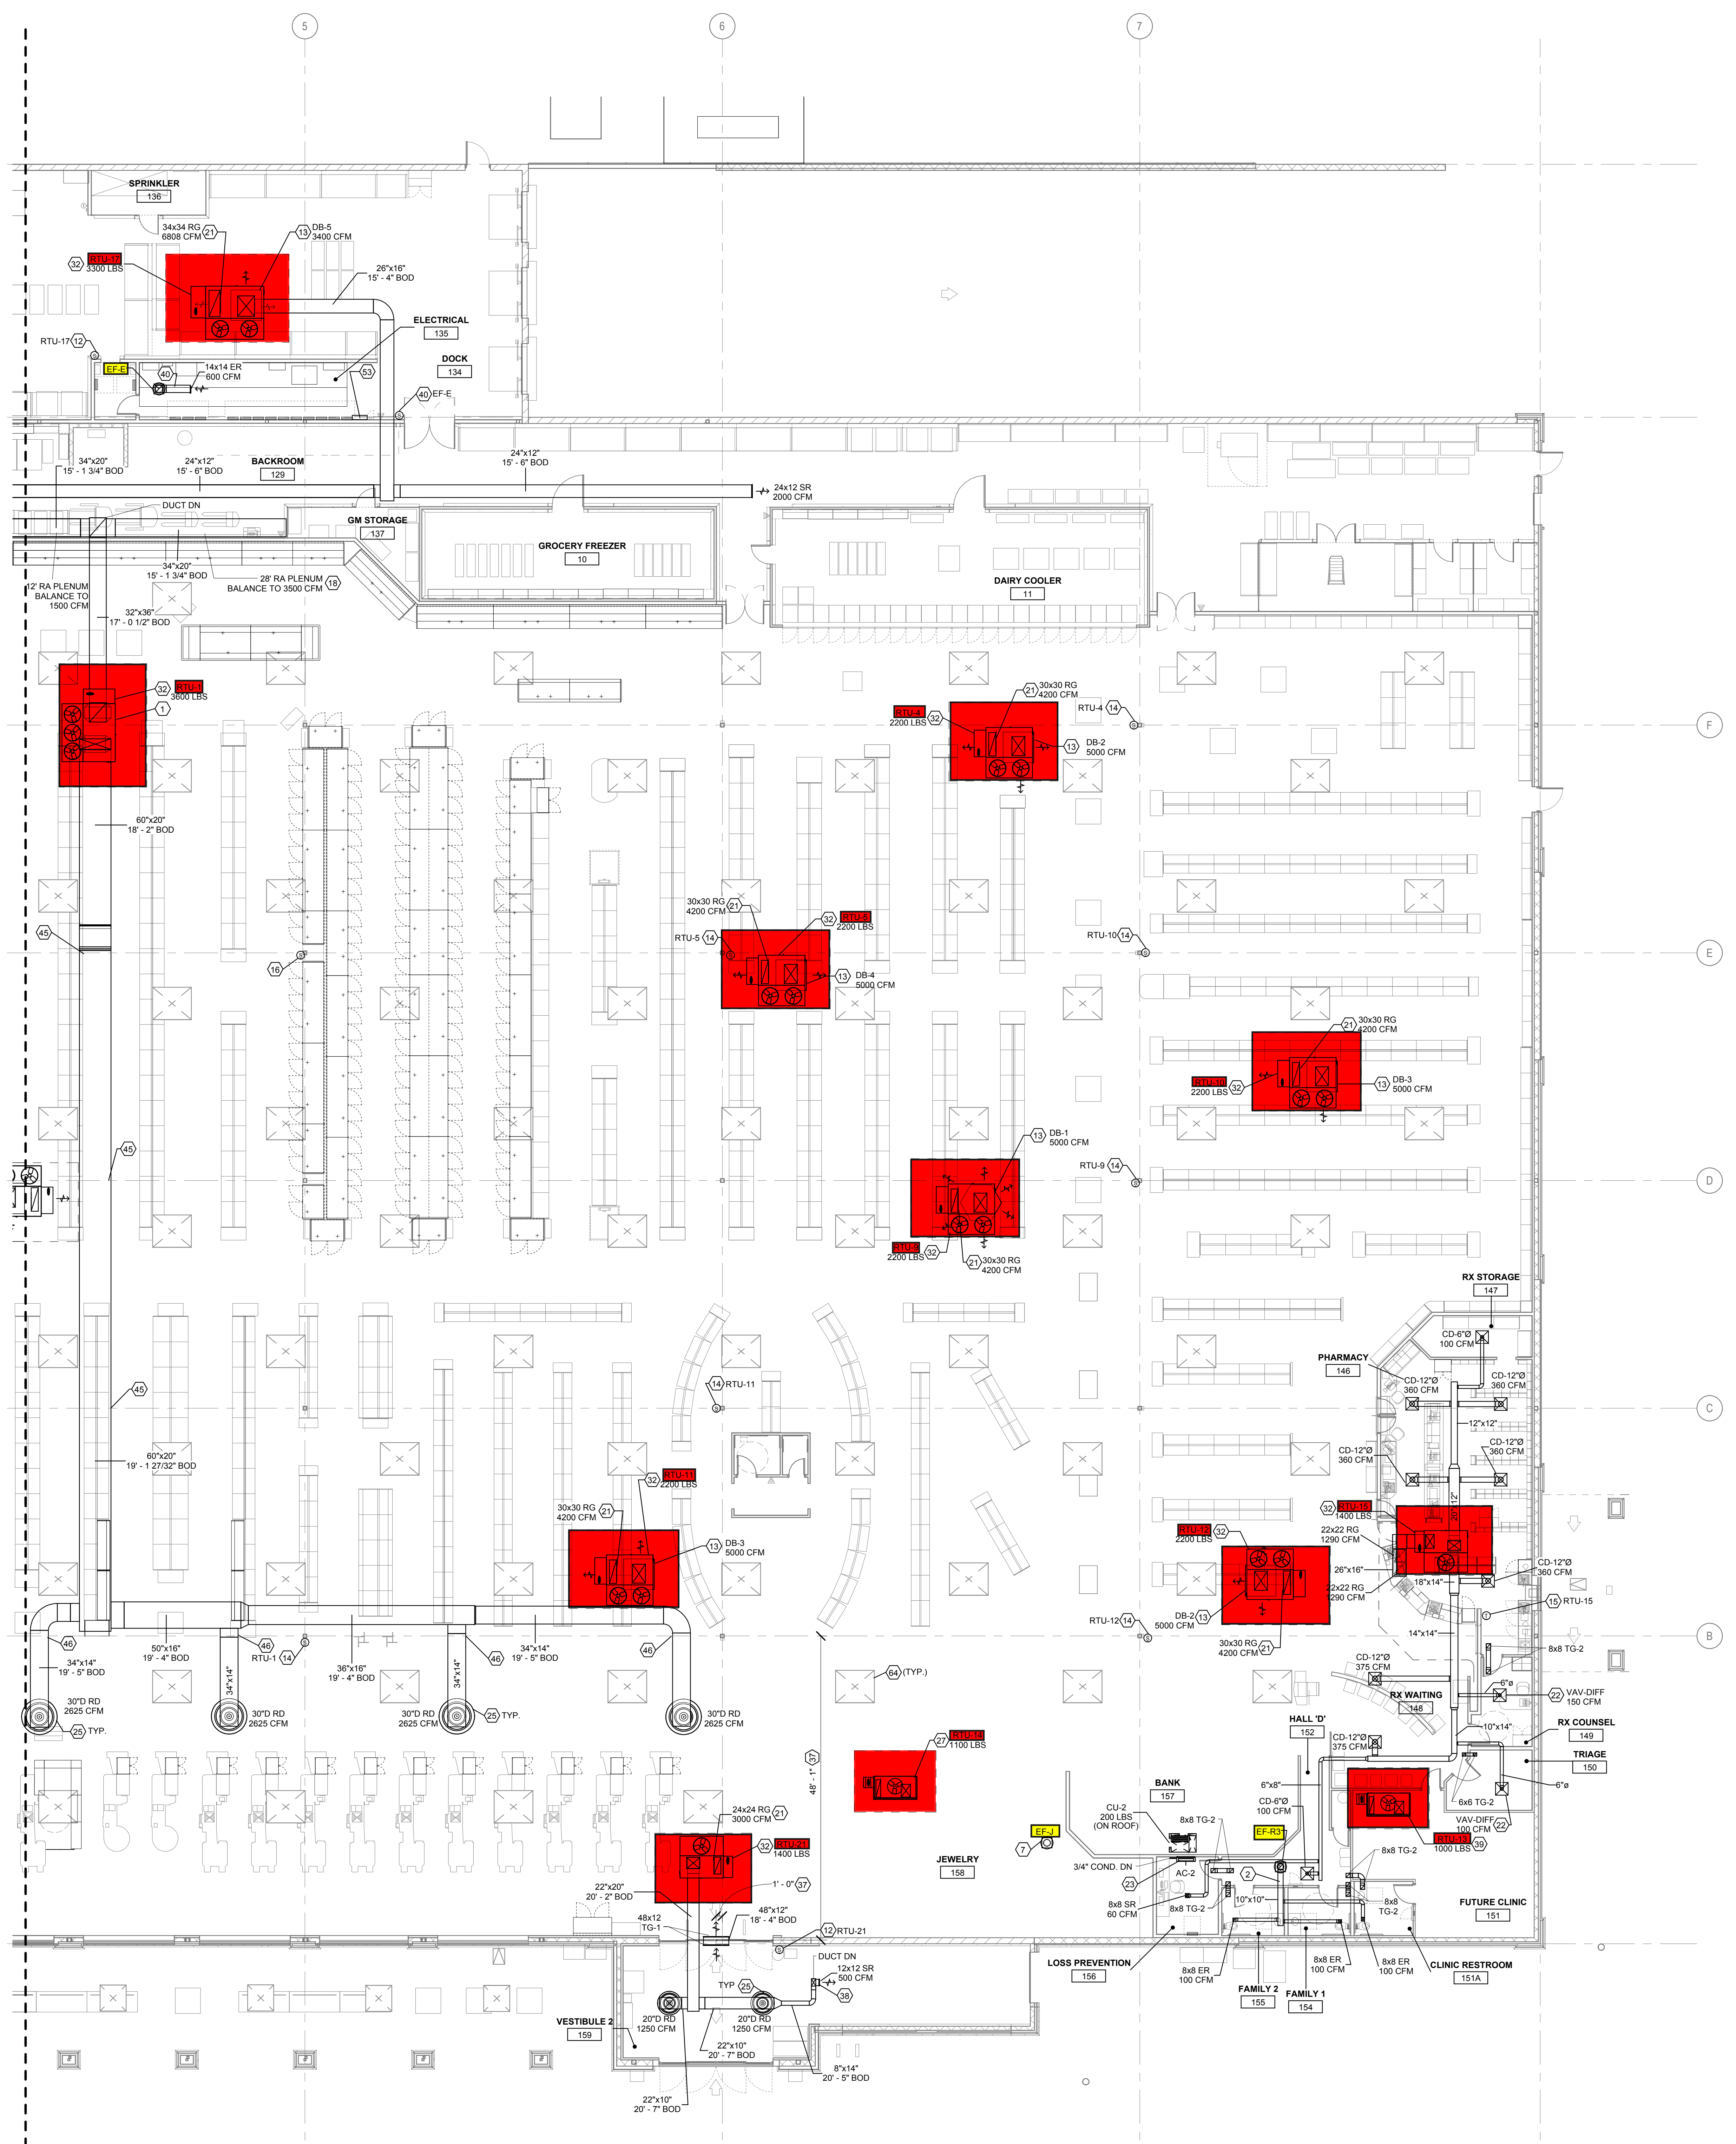 5
6
7
SPRINKLER
136
34x34 RG
6808 CFM
21
13
DB-5
3400 CFM
32
RTU-17
3300 LBS
26"x16"
15' - 4" BOD
ELECTRICAL
135
RTU-17
12
DOCK
134
EF-E
40
14x14 ER
600 CFM
53
40
EF-E
34"x20"
15' - 1 3/4" BOD
24"x12"
15' - 6" BOD
BACKROOM
129
24"x12"
15' - 6" BOD
24x12 SR
2000 CFM
DUCT DN
GM STORAGE
137
GROCERY FREEZER
10
DAIRY COOLER
11
34"x20"
15' - 1 3/4" BOD
28' RA PLENUM
BALANCE TO 3500 CFM
18
12' RA PLENUM
BALANCE TO
1500 CFM
32"x36"
17' - 0 1/2" BOD
32
RTU-1
3600 LBS
1
30x30 RG
4200 CFM
21
RTU-4
2200 LBS
32
RTU-4
14
F
13
DB-2
5000 CFM
60"x20"
18' - 2" BOD
30x30 RG
4200 CFM
21
32
RTU-5
2200 LBS
45
RTU-5
14
RTU-10
14
E
16
13
DB-4
5000 CFM
21
30x30 RG
4200 CFM
RTU-10
2200 LBS
32
13
DB-3
5000 CFM
13
DB-1
5000 CFM
45
RTU-9
14
D
RTU-9
2200 LBS
32
21
30x30 RG
4200 CFM
RX STORAGE
147
CD-6"Ø
100 CFM
PHARMACY
146
CD-12"Ø
360 CFM
CD-12"Ø
360 CFM
45
14
RTU-11
C
12"x12"
CD-12"Ø
360 CFM
CD-12"Ø
360 CFM
60"x20"
19' - 1 27/32" BOD
32
RTU-11
2200 LBS
30x30 RG
4200 CFM
21
32
RTU-15
1400 LBS
20"x12"
RTU-12
2200 LBS
32
22x22 RG
1290 CFM
13
DB-3
5000 CFM
26"x16"
CD-12"Ø
360 CFM
18"x14"
22x22 RG
1290 CFM
15
RTU-15
DB-2
5000 CFM
13
RTU-12
14
14"x14"
B
46
50"x16"
19' - 4" BOD
46
RTU-1
14
36"x16"
19' - 4" BOD
46
34"x14"
19' - 5" BOD
46
30x30 RG
4200 CFM
21
8x8 TG-2
34"x14"
19' - 5" BOD
34"x14"
34"x14"
64
(TYP.)
CD-12"Ø
375 CFM
6"ø
22
VAV-DIFF
150 CFM
RX WAITING
148
30"D RD
2625 CFM
25
TYP.
30"D RD
2625 CFM
30"D RD
2625 CFM
25
TYP.
30"D RD
2625 CFM
HALL 'D'
152
10"x14"
RX COUNSEL
149
CD-12"Ø
375 CFM
27
RTU-14
1100 LBS
48' - 1"
37
TRIAGE
150
BANK
157
6"x8"
6"ø
CD-6"Ø
100 CFM
6x6 TG-2
CU-2
200 LBS
(ON ROOF)
8x8 TG-2
VAV-DIFF
100 CFM
22
24x24 RG
3000 CFM
21
EF-J
7
EF-R3
RTU-13
1000 LBS
39
32
RTU-21
1400 LBS
8x8 TG-2
JEWELRY
158
3/4" COND. DN
AC-2
23
2
1' - 0"
37
10"x10"
8x8 SR
60 CFM
8x8 TG-2
8x8
TG-2
FUTURE CLINIC
151
22"x20"
20' - 2" BOD
48"x12"
18' - 4" BOD
48x12
TG-1
12
RTU-21
DUCT DN
12x12 SR
500 CFM
38
TYP
25
LOSS PREVENTION
156
8x8 ER
100 CFM
8x8 ER
100 CFM
8x8 ER
100 CFM
CLINIC RESTROOM
151A
FAMILY 2
155
FAMILY 1
154
VESTIBULE 2
159
20"D RD
1250 CFM
20"D RD
1250 CFM
22"x10"
20' - 7" BOD
8"x14"
20' - 5" BOD
22"x10"
20' - 7" BOD